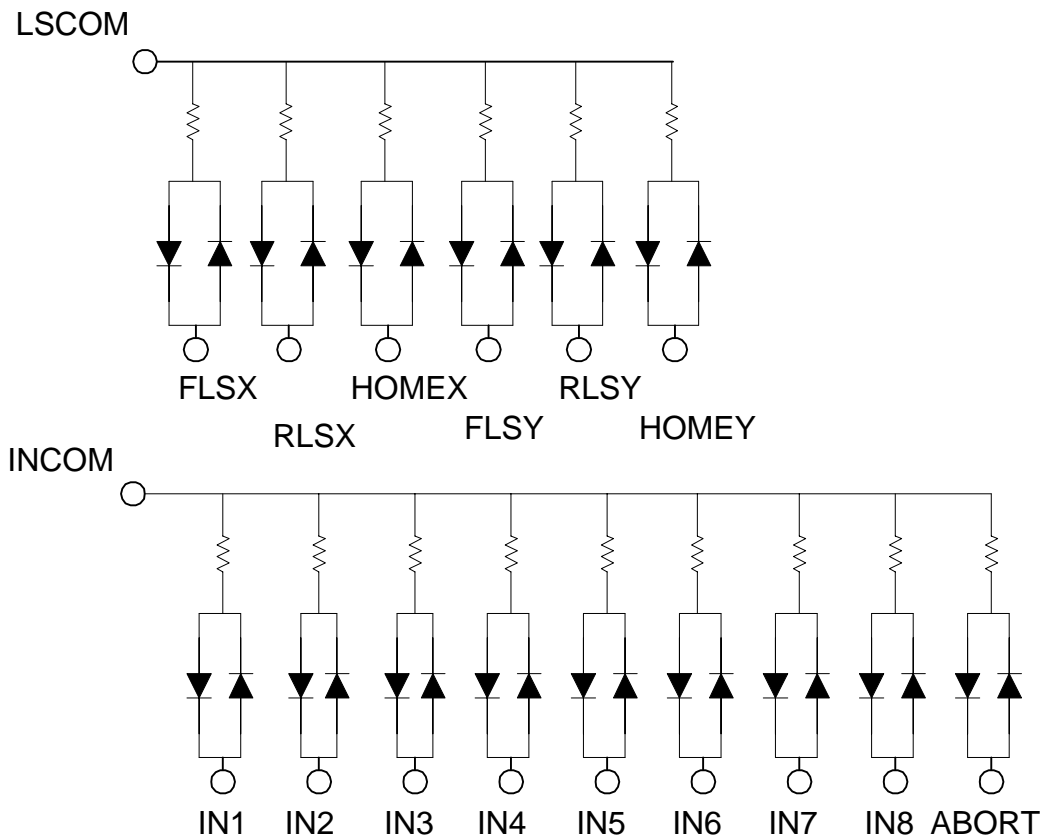 LSCOM
FLSX HOMEX RLSY
RLSX FLSY HOMEY
INCOM
IN1 IN2 IN3 IN4 IN5 IN6 IN7 IN8 ABORT